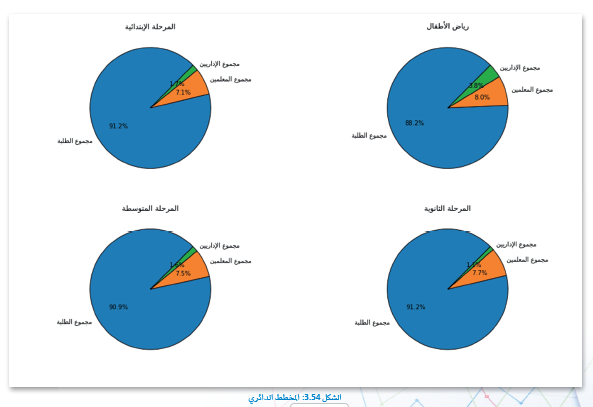 رياض الأطفال
مجموع الإداريين
3.8%
مجموع المعلمين
8.0%
88.2%
مجموع الطلبة
المرحلة الإبتدائية
مجموع الإداريين
1.7%
مجموع المعلمين
7.1%
91.2%
مجموع الطلبة
المرحلة الثانوية
مجموع الإداريين
1.1%
مجموع المعلمين
7.7%
91.2%
مجموع الطلبة
المرحلة المتوسطة
مجموع الإداريين
1.6%
مجموع المعلمين
7.5%
90.9%
مجموع الطلبة
الشكل 3.54: المخطط الدائري